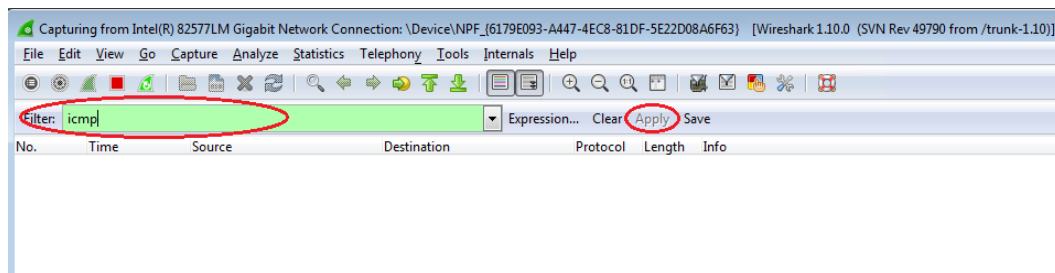 Capturing from Intel(R) 82577LM Gigabit Network Connection: \Device\NPF_{6179E093-A447-4EC8-81DF-5E22D08A6F63} [Wireshark 1.10.0 (SVN Rev 49790 from /trunk-1.10)]
File Edit View Go Capture Analyze Statistics Telephony Tools Internals Help
Filter: icmp Expression... Clear Apply Save
No. Time Source Destination Protocol Length Info